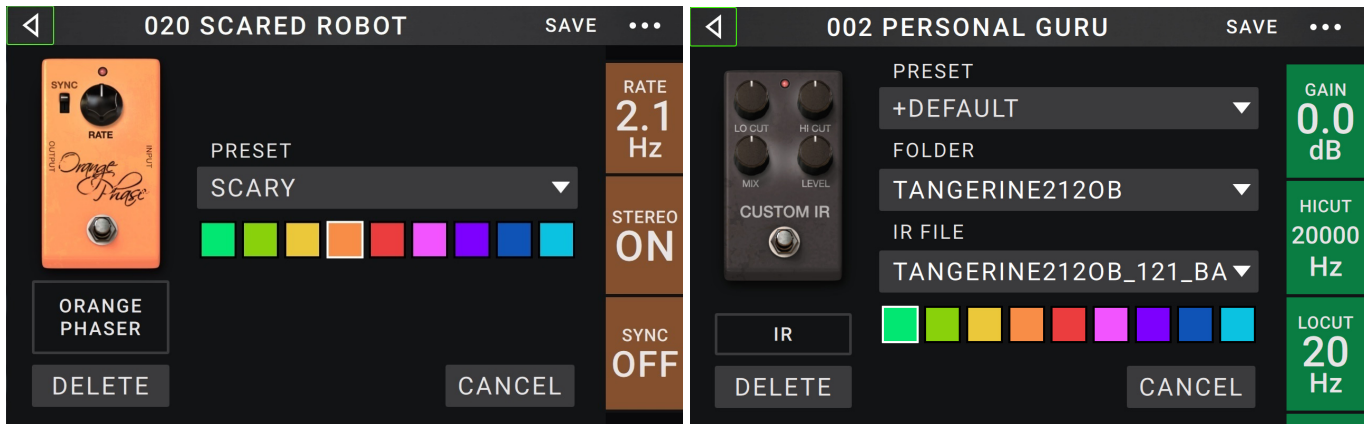 020 SCARED ROBOT
SAVE
SYNC
RATE
OUTPUT
INPUT
Orange
Phase
ORANGE
PHASER
DELETE
PRESET
SCARY
CANCEL
RATE
2.1
Hz
STEREO
ON
SYNC
OFF
002 PERSONAL GURU
SAVE
LO CUT HI CUT
MIX LEVEL
CUSTOM IR
IR
DELETE
PRESET
+DEFAULT
FOLDER
TANGERINE212OB
IR FILE
TANGERINE212OB_121_BA
CANCEL
GAIN
0.0
dB
HICUT
20000
Hz
LOCUT
20
Hz